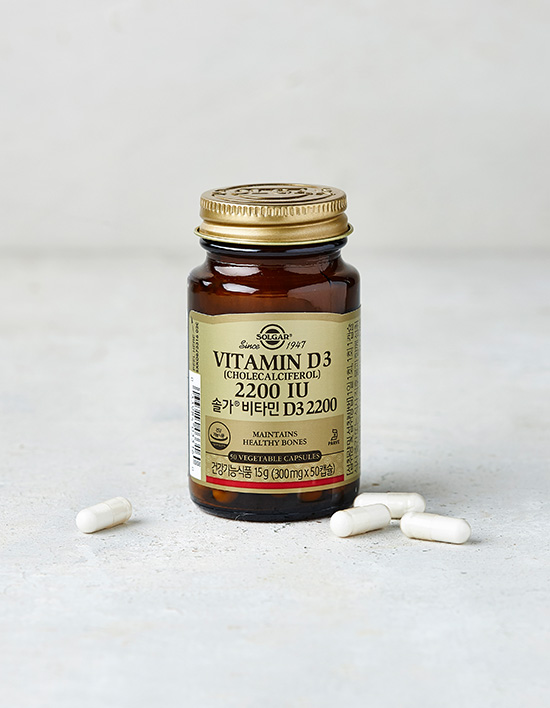 SOLGAR®
Since 1947
VITAMIN D3
(CHOLECALCIFEROL)
2200 IU
솔가® 비타민 D3 2200
MAINTAINS
HEALTHY BONES
50 VEGETABLE CAPSULES
건강기능식품 15g (300mg x 50캡슐)